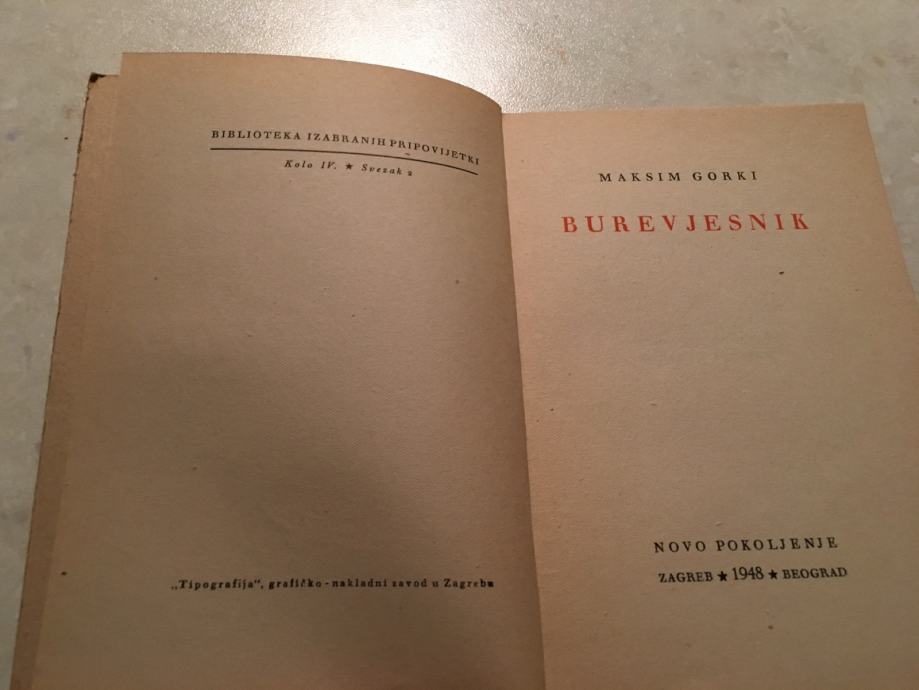 BIBLIOTEKA IZABRANIH PRIPOVIJETKI
Kolo IV. ★ Svezak 2
„Tipografija“, grafičko-nakladni zavod u Zagrebu
MAKSIM GORKI
BUREVJESNIK
NOVO POKOLJENJE
ZAGREB ★ 1948 ★ BEOGRAD